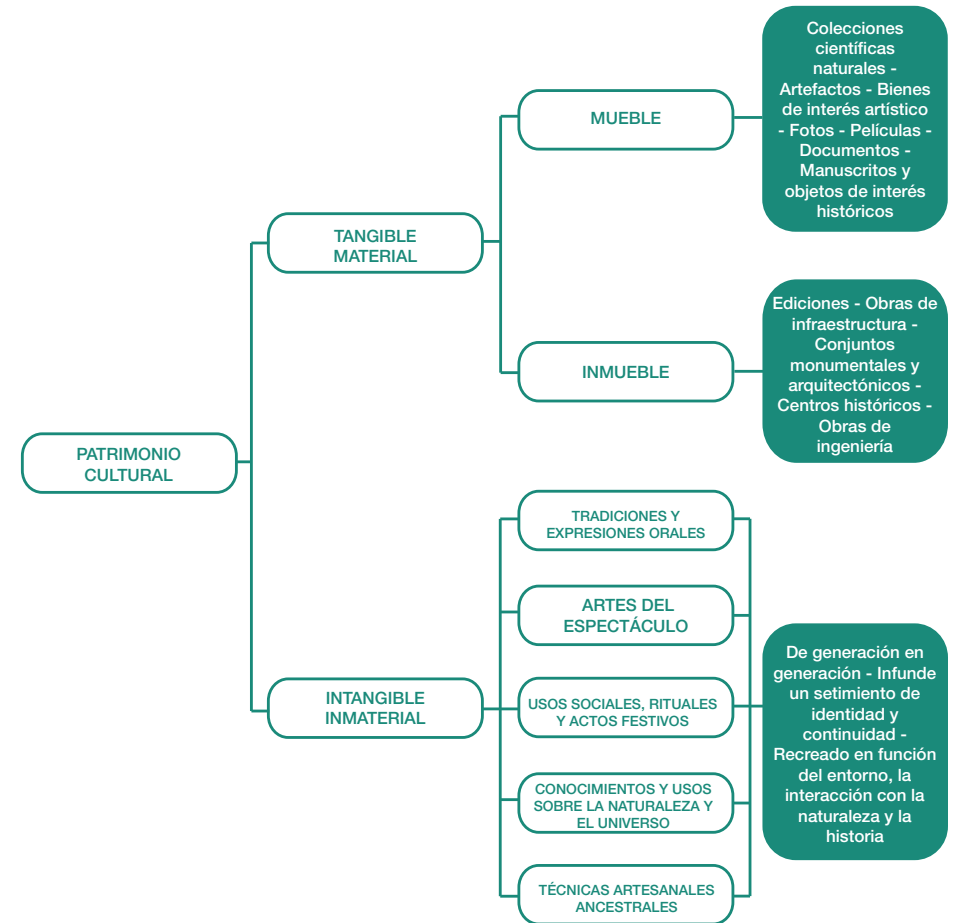 Colecciones
científicas
naturales -
Artefactos - Bienes
de interés artístico
- Fotos - Películas -
Documentos -
Manuscritos y
objetos de interés
históricos
MUEBLE
TANGIBLE
MATERIAL
Ediciones - Obras de
infraestructura -
Conjuntos
monumentales y
arquitectónicos -
Centros históricos -
Obras de
ingeniería
INMUEBLE
PATRIMONIO
CULTURAL
TRADICIONES Y
EXPRESIONES ORALES
ARTES DEL
ESPECTÁCULO
INTANGIBLE
INMATERIAL
USOS SOCIALES, RITUALES
Y ACTOS FESTIVOS
CONOCIMIENTOS Y USOS
SOBRE LA NATURALEZA Y
EL UNIVERSO
TÉCNICAS ARTESANALES
ANCESTRALES
De generación en
generación - Infunde
un setimiento de
identidad y
continuidad -
Recreado en función
del entorno, la
interacción con la
naturaleza y la
historia